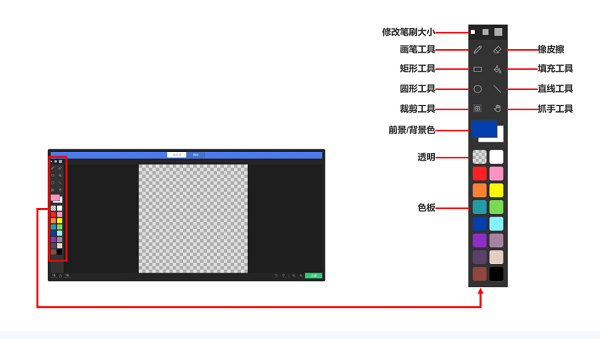 修改笔刷大小
画笔工具
橡皮擦
矩形工具
填充工具
圆形工具
直线工具
裁剪工具
抓手工具
前景/背景色
透明
色板